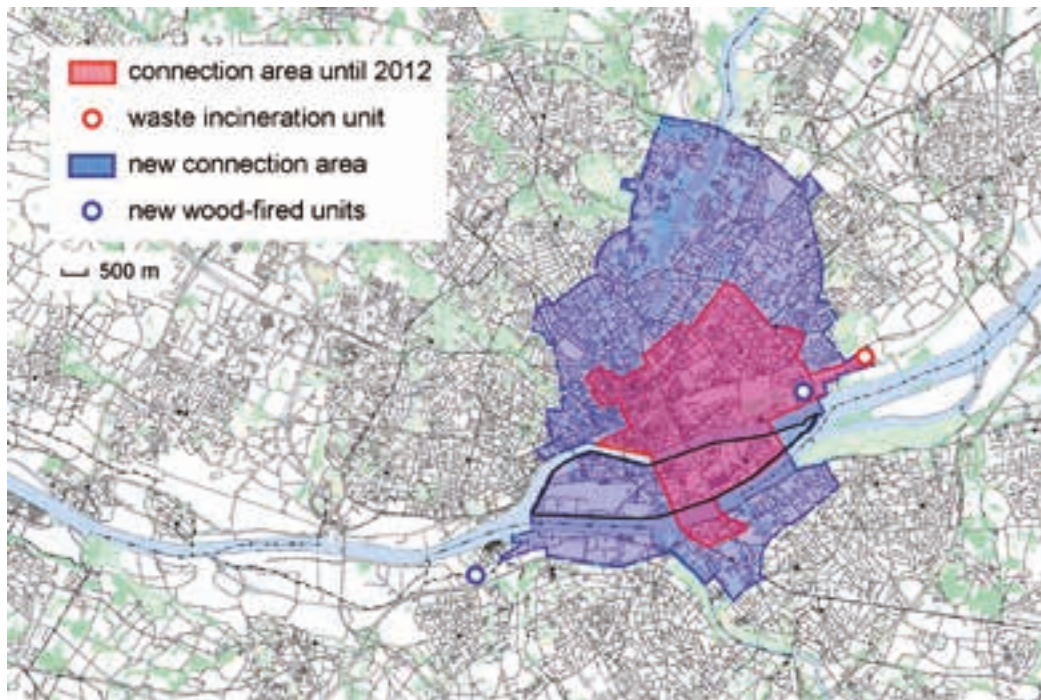 connection area until 2012
waste incineration unit
new connection area
new wood-fired units
500 m